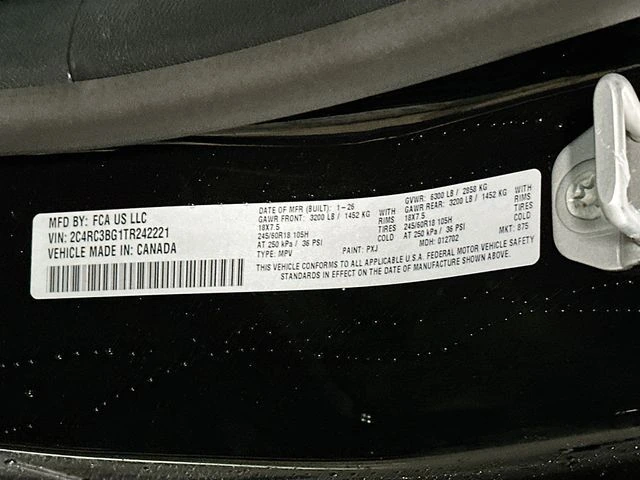 MFD BY: FCA US LLC
VIN: 2C4RC3BG1TR242221
VEHICLE MADE IN: CANADA
DATE OF MFR (BUILT): 1-26
GAWR FRONT: 3200 LB / 1452 KG WITH
18X7.5 RIMS
245/60R18 105H TIRES
AT 250 kPa / 36 PSI COLD
TYPE: MPV PAINT: PXJ
GVWR: 6300 LB / 2858 KG
GAWR REAR: 3200 LB / 1452 KG WITH
18X7.5 RIMS
245/60R18 105H TIRES
AT 250 kPa / 36 PSI COLD
MDH: 012702 MKT: 875
THIS VEHICLE CONFORMS TO ALL APPLICABLE U.S.A. FEDERAL MOTOR VEHICLE SAFETY
STANDARDS IN EFFECT ON THE DATE OF MANUFACTURE SHOWN ABOVE.